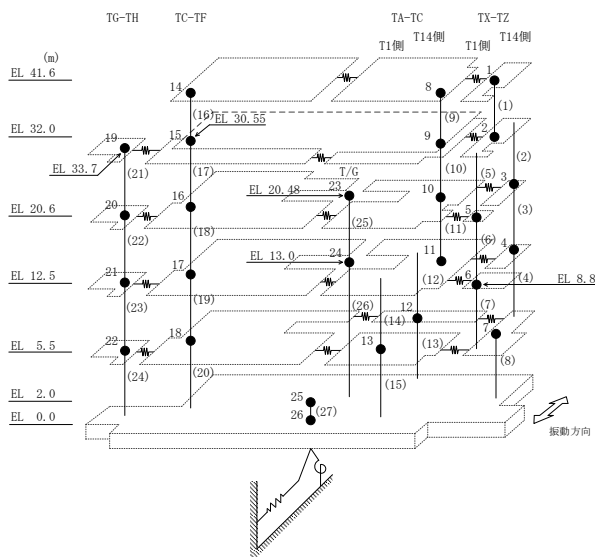 TG-TH TC-TF TA-TC TX-TZ
T1側 T14側 T1側 T14側
(m)
EL 41.6
14 8 1
(16) (9) (1)
EL 30.55
EL 32.0
19 15 9 2
EL 33.7
(21) (17) (10) (2)
T/G
EL 20.48 23 10 (5) 3
EL 20.6
20 16 (25) (11) 5 (3)
(22) (18) (6) 4
EL 13.0 24 11
EL 12.5
21 17 (12) 6 (4)
EL 8.8
(23) (19) (26) 12 (7)
(14)
EL 5.5
22 18 13 (13) 7
(24) (20) (15) (8)
EL 2.0
25
EL 0.0
26 (27)
振動方向